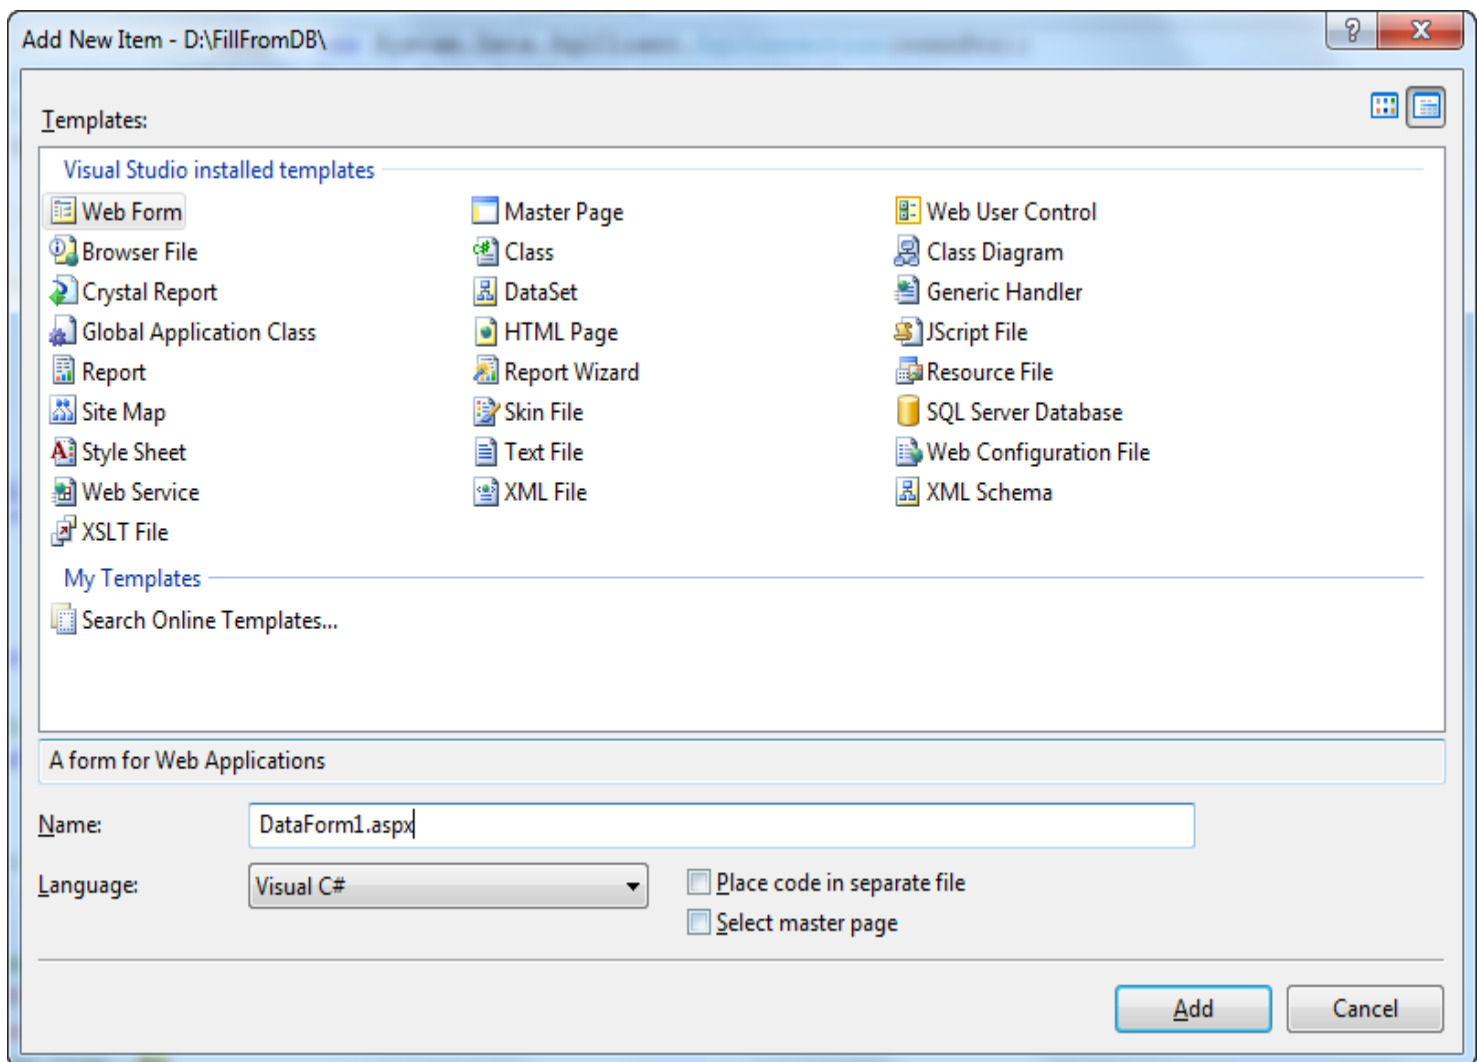 Add New Item - D:\FillFromDB\
Templates:
Visual Studio installed templates
Web Form Master Page Web User Control
Browser File Class Class Diagram
Crystal Report DataSet Generic Handler
Global Application Class HTML Page JScript File
Report Report Wizard Resource File
Site Map Skin File SQL Server Database
Style Sheet Text File Web Configuration File
Web Service XML File XML Schema
XSLT File
My Templates
Search Online Templates...
A form for Web Applications
Name: DataForm1.aspx
Language: Visual C# Place code in separate file
Select master page
Add Cancel